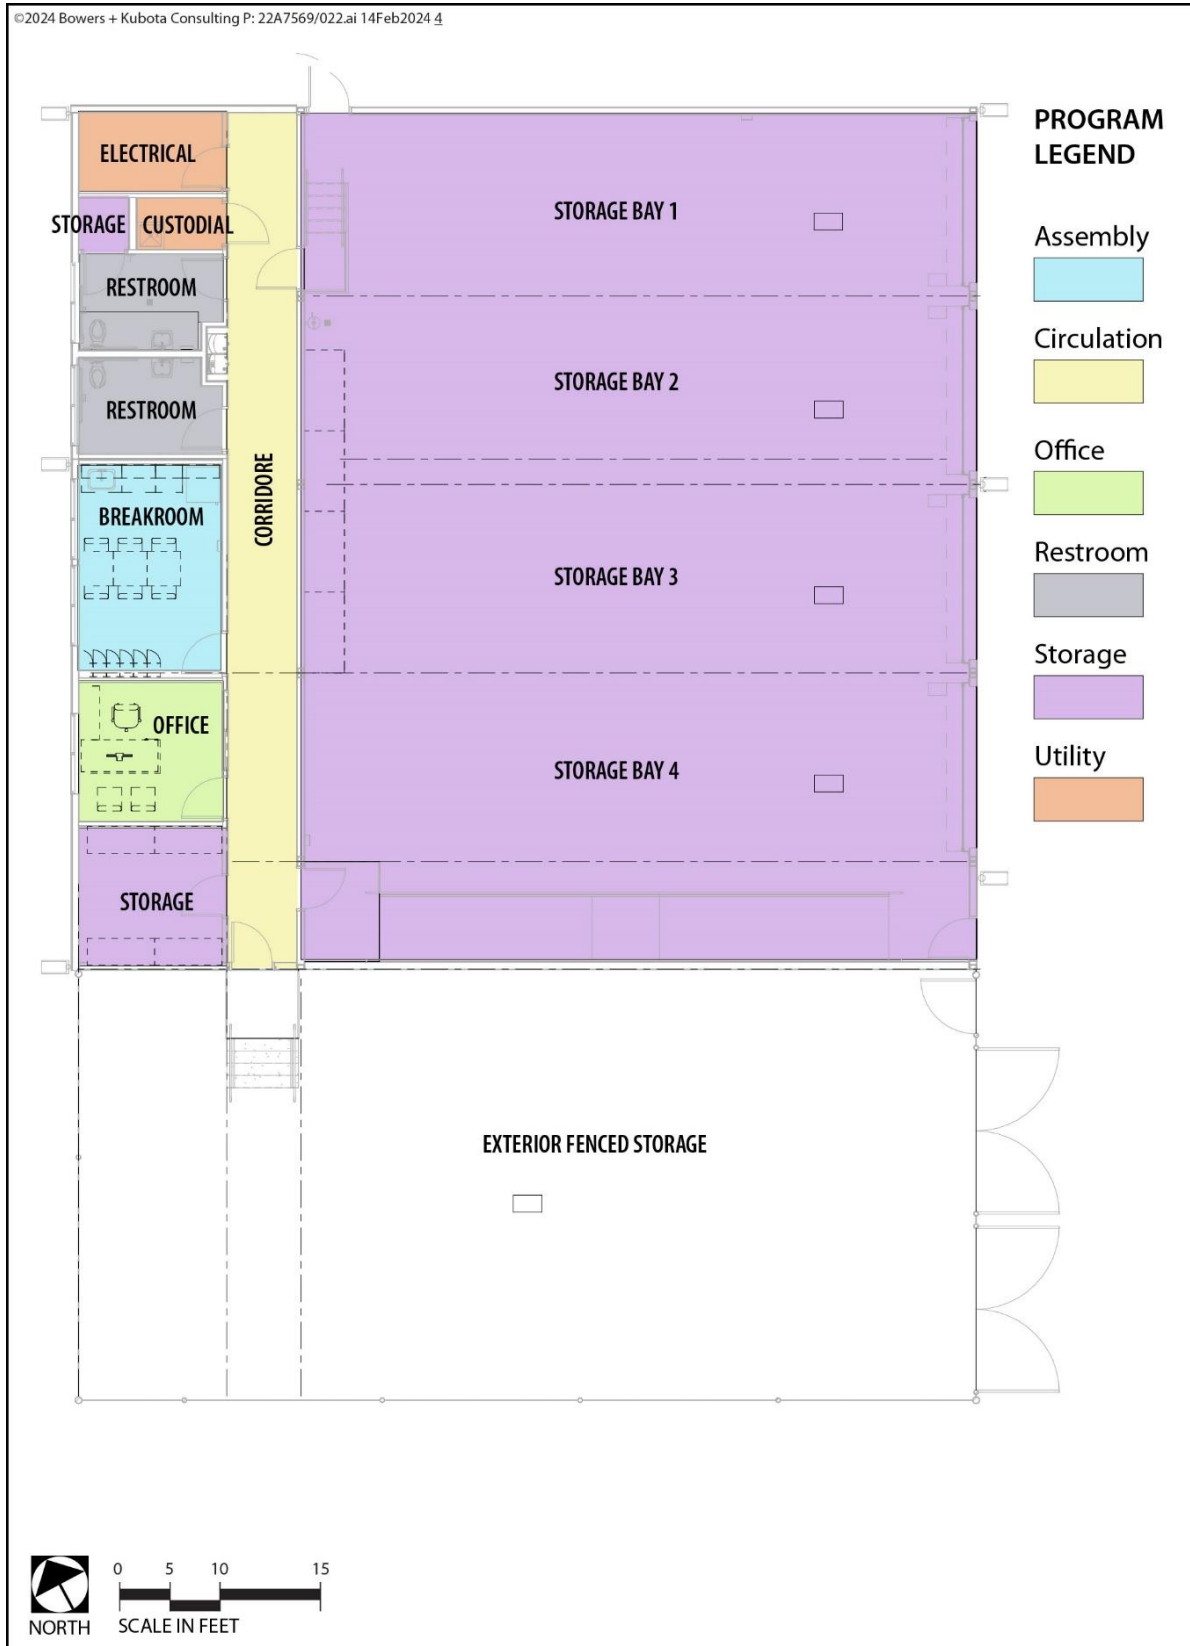 ©2024 Bowers + Kubota Consulting P: 22A7569/022.ai 14Feb2024 4
PROGRAM
LEGEND
Assembly
Circulation
Office
Restroom
Storage
Utility
ELECTRICAL
STORAGE
CUSTODIAL
RESTROOM
RESTROOM
BREAKROOM
OFFICE
STORAGE
CORRIDORE
STORAGE BAY 1
STORAGE BAY 2
STORAGE BAY 3
STORAGE BAY 4
EXTERIOR FENCED STORAGE
NORTH
0 5 10 15
SCALE IN FEET